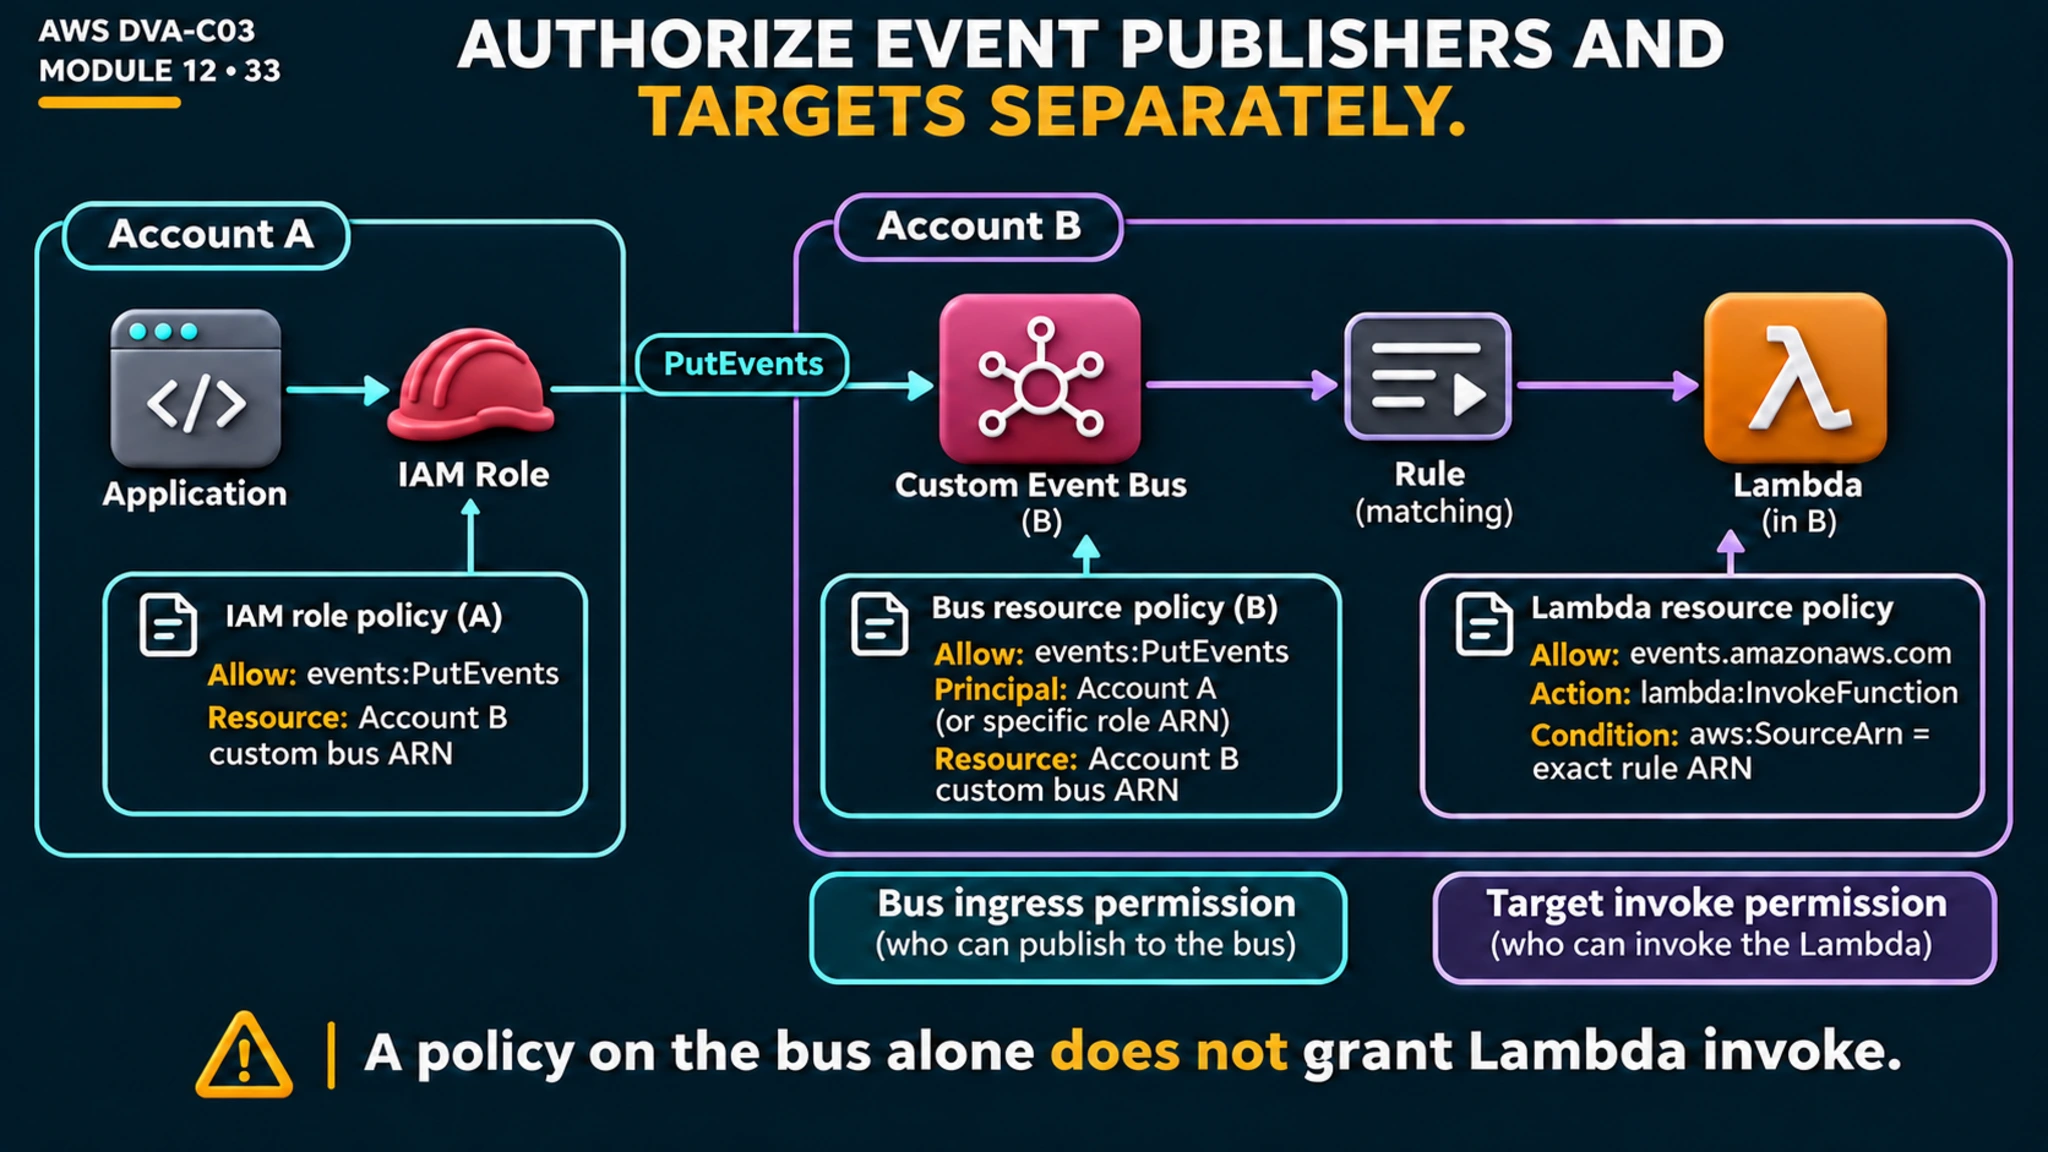 AWS DVA-C03
MODULE 12 • 33
AUTHORIZE EVENT PUBLISHERS AND
TARGETS SEPARATELY.
Account A
Application
IAM Role
PutEvents
IAM role policy (A)
Allow: events:PutEvents
Resource: Account B
custom bus ARN
Account B
Custom Event Bus
(B)
Rule
(matching)
Lambda
(in B)
Bus resource policy (B)
Allow: events:PutEvents
Principal: Account A
(or specific role ARN)
Resource: Account B
custom bus ARN
Lambda resource policy
Allow: events.amazonaws.com
Action: lambda:InvokeFunction
Condition: aws:SourceArn =
exact rule ARN
Bus ingress permission
(who can publish to the bus)
Target invoke permission
(who can invoke the Lambda)
A policy on the bus alone does not grant Lambda invoke.